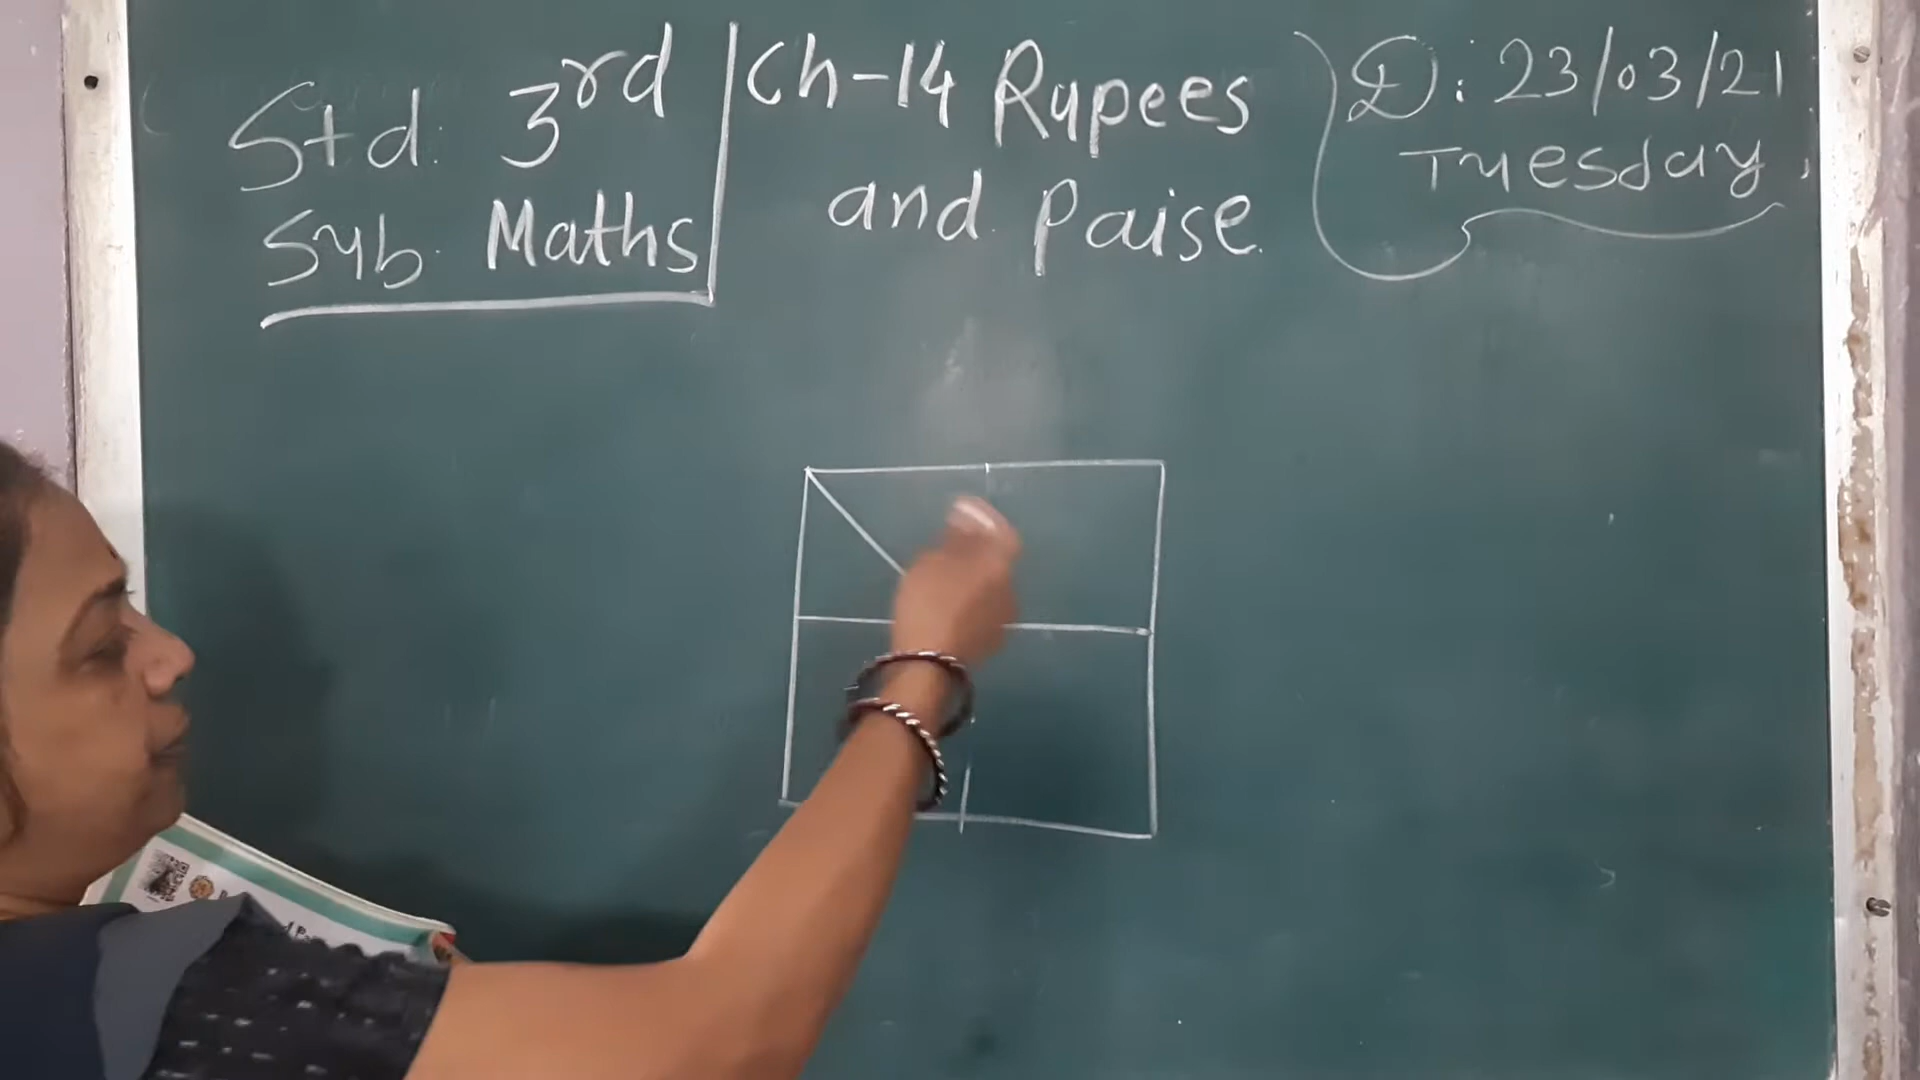 Std: 3rd
Sub. Maths
Ch-14 Rupees
and Paise.
D: 23/03/21
Tuesday,